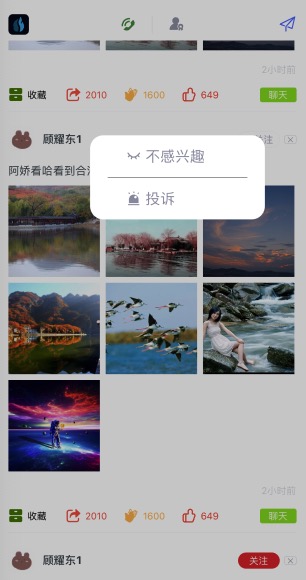 2小时前
收藏 2010 1600 649 聊天
顾耀东1 关注
不感兴趣
阿娇看哈看到合
投诉
2小时前
收藏 2010 1600 649 聊天
顾耀东1 关注